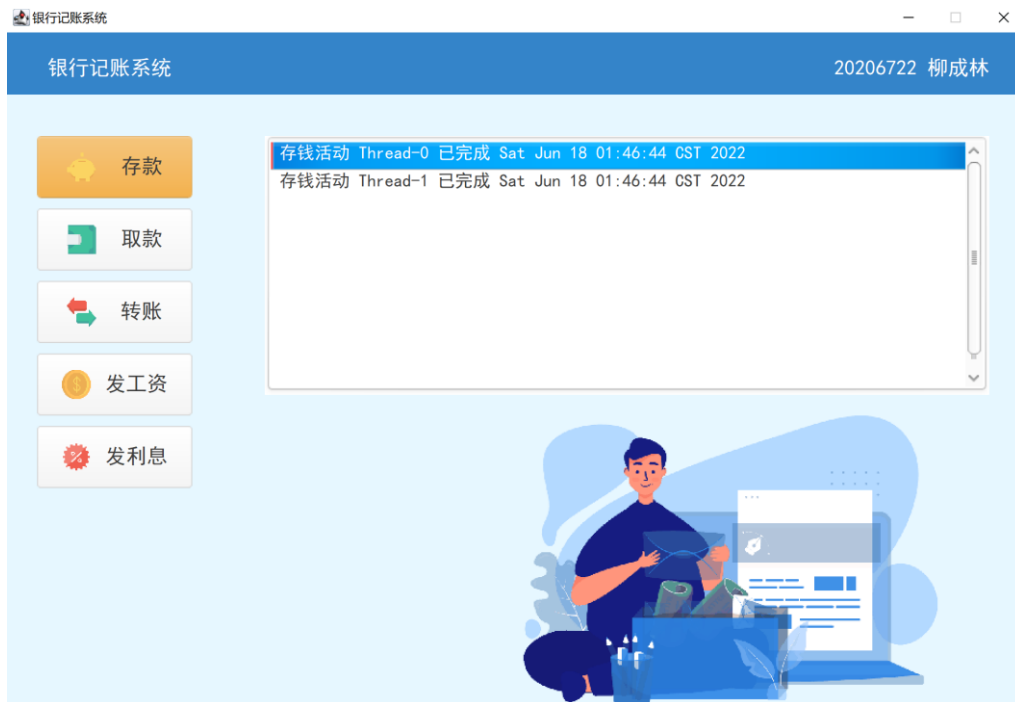 银行记账系统
银行记账系统
20206722 柳成林
存款
取款
转账
发工资
发利息
存钱活动 Thread-0 已完成 Sat Jun 18 01:46:44 CST 2022
存钱活动 Thread-1 已完成 Sat Jun 18 01:46:44 CST 2022